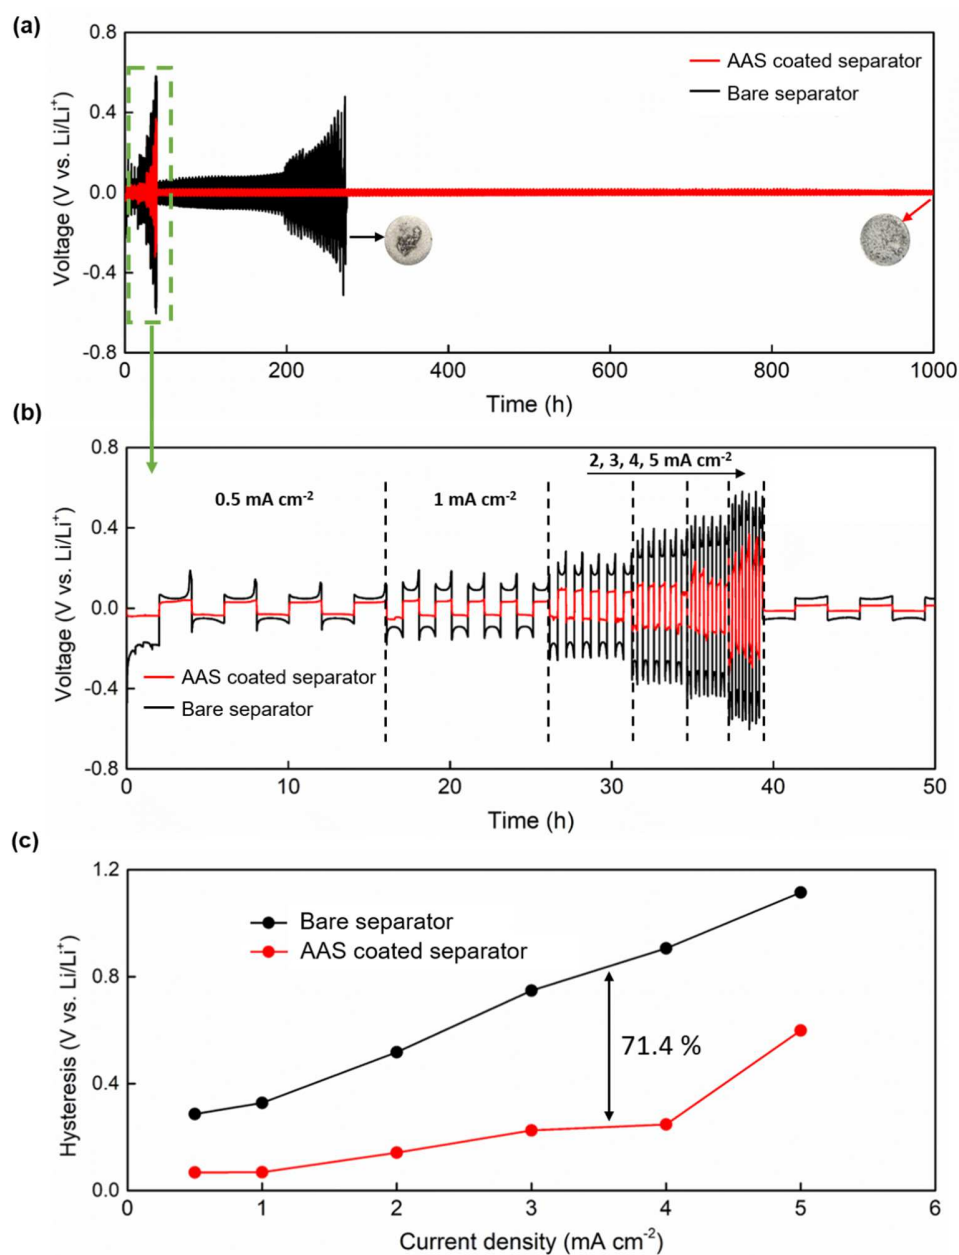 (a)
0.8
0.4
0.0
-0.4
-0.8
Voltage (V vs. Li/Li⁺)
AAS coated separator
Bare separator
0 200 400 600 800 1000
Time (h)
(b)
0.8
0.4
0.0
-0.4
-0.8
Voltage (V vs. Li/Li⁺)
0.5 mA cm⁻²
1 mA cm⁻²
2, 3, 4, 5 mA cm⁻²
AAS coated separator
Bare separator
0 10 20 30 40 50
Time (h)
(c)
1.2
0.8
0.4
0.0
Hysteresis (V vs. Li/Li⁺)
Bare separator
AAS coated separator
71.4 %
0 1 2 3 4 5 6
Current density (mA cm⁻²)